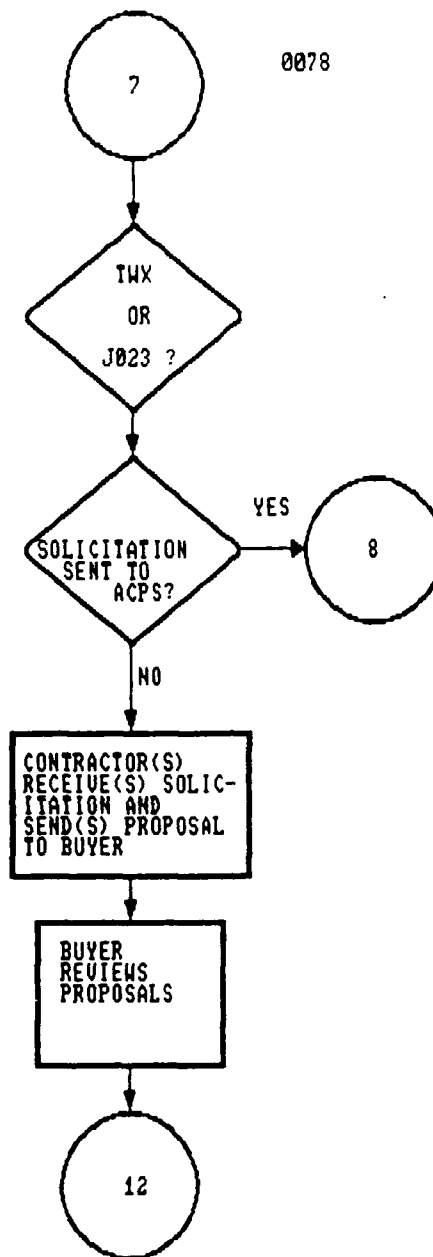 7
0078
TWX
OR
J023 ?
SOLICITATION
SENT TO
ACPS?
YES
8
NO
CONTRACTOR(S)
RECEIVE(S) SOLIC-
ITATION AND
SEND(S) PROPOSAL
TO BUYER
BUYER
REVIEWS
PROPOSALS
12